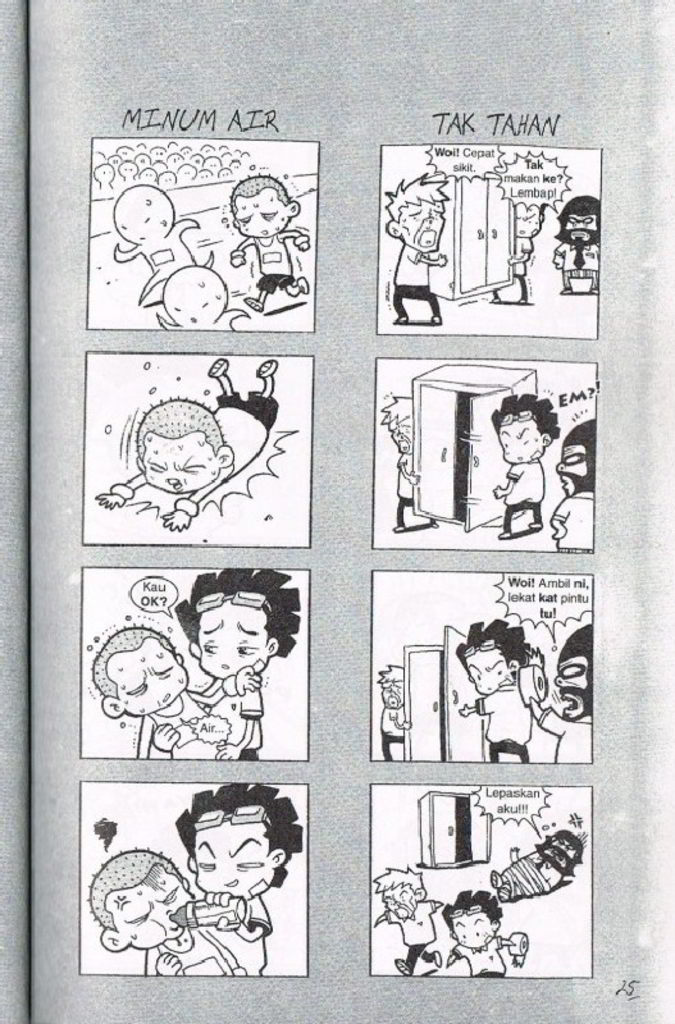 MINUM AIR
Kau
OK?
Air...
TAK TAHAN
Woi! Cepat
sikit.
Tak
makan ke?
Lembap!
EM?!
Woi! Ambil ni,
lekat kat pintu
tu!
Lepaskan
aku!!!
25